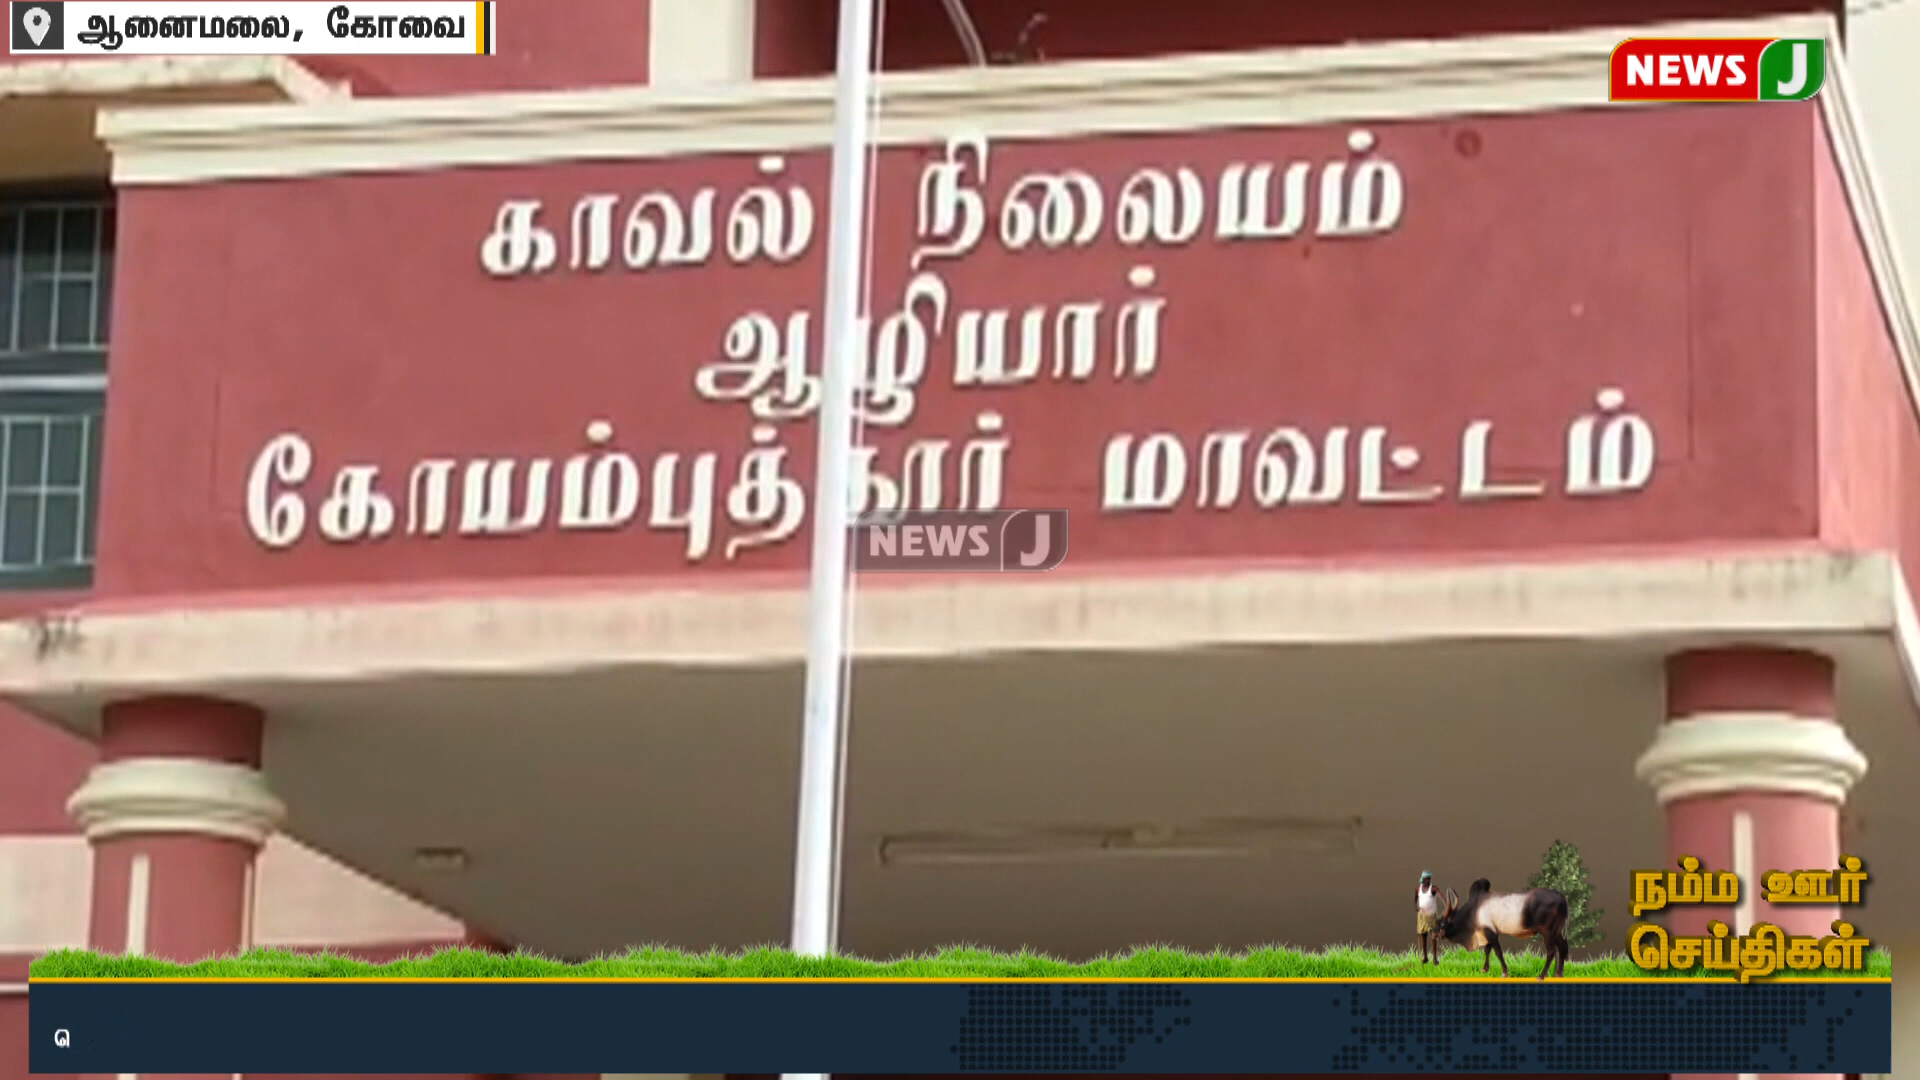 ஆனைமலை, கோவை
NEWS J
காவல் நிலையம்
ஆழியார்
கோயம்புத்தூர் மாவட்டம்
NEWS J
நம்ம ஊர்
செய்திகள்